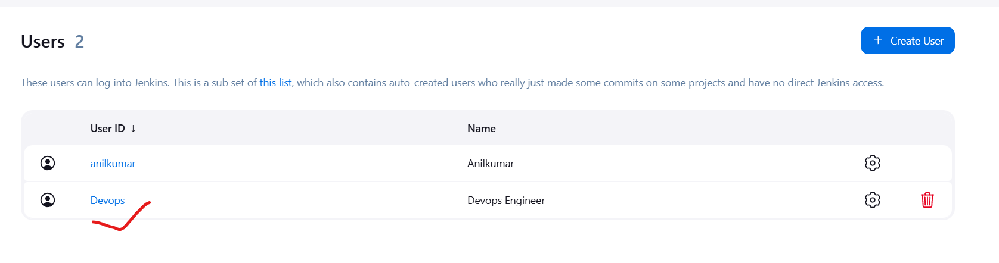 Users 2
+ Create User
These users can log into Jenkins. This is a sub set of this list, which also contains auto-created users who really just made some commits on some projects and have no direct Jenkins access.
User ID ↓ Name
anilkumar Anilkumar
Devops Devops Engineer